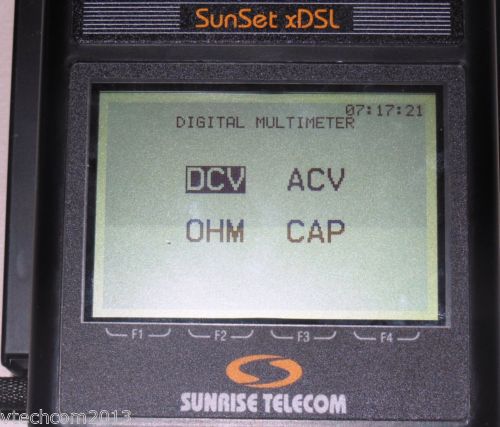 SunSet xDSL
07:17:21
DIGITAL MULTIMETER
DCV ACV
OHM CAP
F1 F2 F3 F4
SUNRISE TELECOM
vtechcom2013